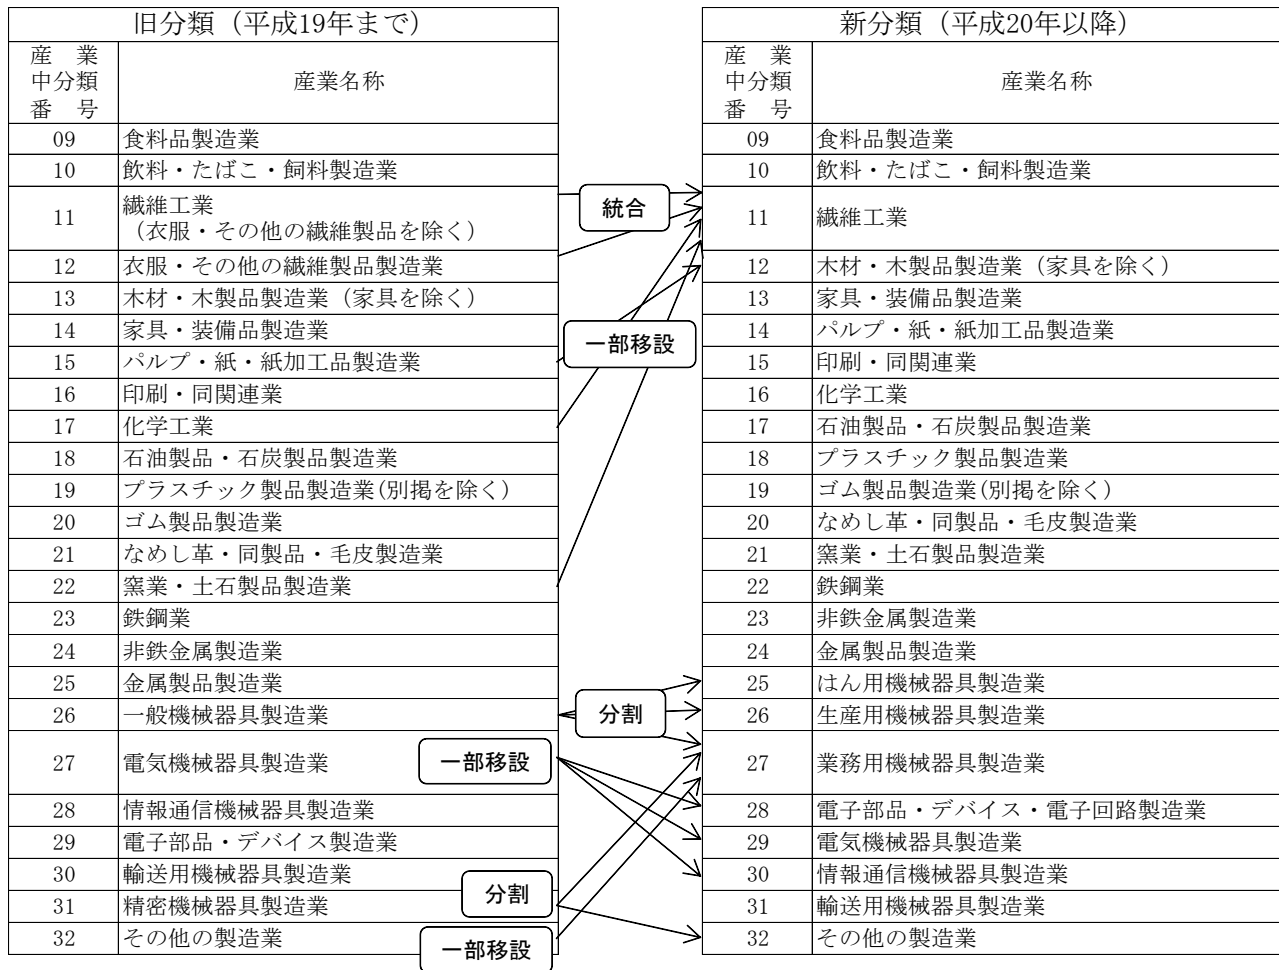 旧分類（平成19年まで）
産　業
中分類
番　号
産業名称
09 食料品製造業
10 飲料・たばこ・飼料製造業
11 繊維工業
（衣服・その他の繊維製品を除く）
12 衣服・その他の繊維製品製造業
13 木材・木製品製造業（家具を除く）
14 家具・装備品製造業
15 パルプ・紙・紙加工品製造業
16 印刷・同関連業
17 化学工業
18 石油製品・石炭製品製造業
19 プラスチック製品製造業(別掲を除く）
20 ゴム製品製造業
21 なめし革・同製品・毛皮製造業
22 窯業・土石製品製造業
23 鉄鋼業
24 非鉄金属製造業
25 金属製品製造業
26 一般機械器具製造業
27 電気機械器具製造業
28 情報通信機械器具製造業
29 電子部品・デバイス製造業
30 輸送用機械器具製造業
31 精密機械器具製造業
32 その他の製造業
統合
一部移設
分割
一部移設
分割
一部移設
新分類（平成20年以降）
産　業
中分類
番　号
産業名称
09 食料品製造業
10 飲料・たばこ・飼料製造業
11 繊維工業
12 木材・木製品製造業（家具を除く）
13 家具・装備品製造業
14 パルプ・紙・紙加工品製造業
15 印刷・同関連業
16 化学工業
17 石油製品・石炭製品製造業
18 プラスチック製品製造業
19 ゴム製品製造業(別掲を除く）
20 なめし革・同製品・毛皮製造業
21 窯業・土石製品製造業
22 鉄鋼業
23 非鉄金属製造業
24 金属製品製造業
25 はん用機械器具製造業
26 生産用機械器具製造業
27 業務用機械器具製造業
28 電子部品・デバイス・電子回路製造業
29 電気機械器具製造業
30 情報通信機械器具製造業
31 輸送用機械器具製造業
32 その他の製造業